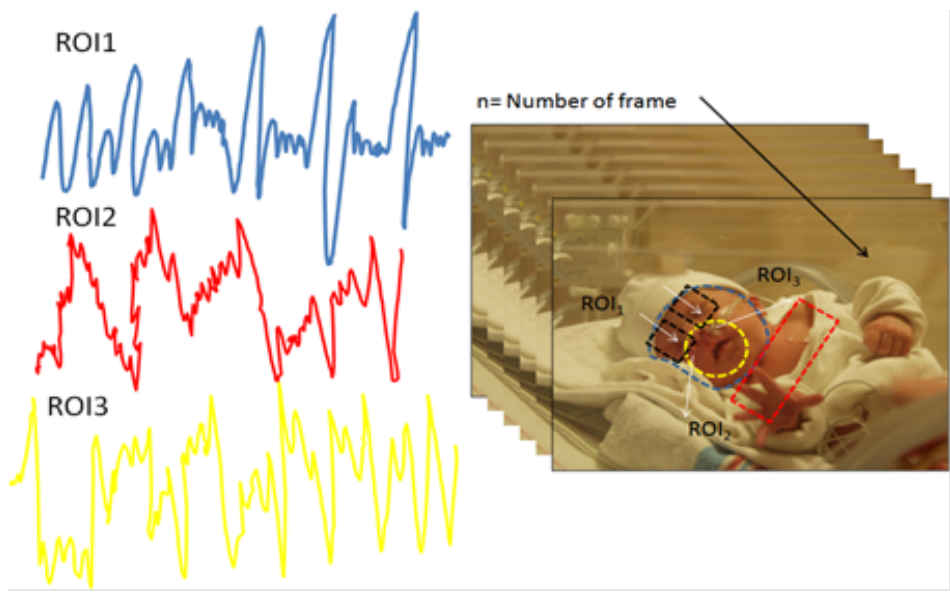 ROI1
n= Number of frame
ROI2
ROI₃
ROI₁
ROI3
ROI₂